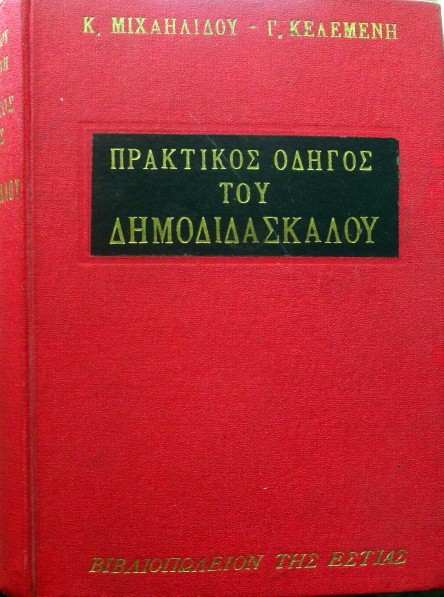 Κ. ΜΙΧΑΗΛΙΔΟΥ - Γ. ΚΕΛΕΜΕΝΗ
ΠΡΑΚΤΙΚΟΣ ΟΔΗΓΟΣ
ΤΟΥ
ΔΗΜΟΔΙΔΑΣΚΑΛΟΥ
ΒΙΒΛΙΟΠΩΛΕΙΟΝ ΤΗΣ ΕΣΤΙΑΣ